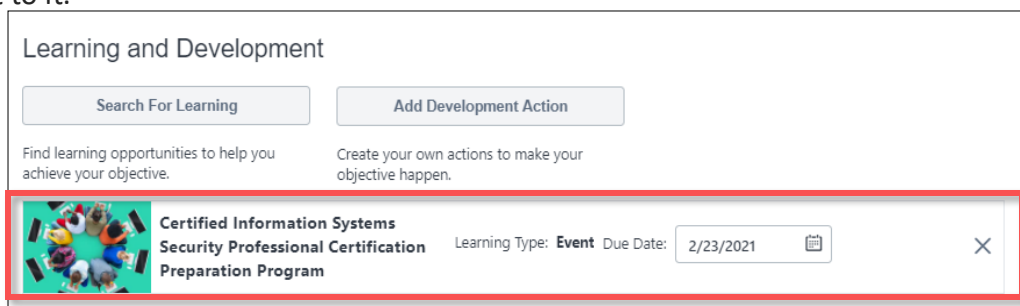 to it.
Learning and Development
Search For Learning
Add Development Action
Find learning opportunities to help you
achieve your objective.
Create your own actions to make your
objective happen.
Certified Information Systems
Security Professional Certification
Preparation Program
Learning Type: Event Due Date: 2/23/2021